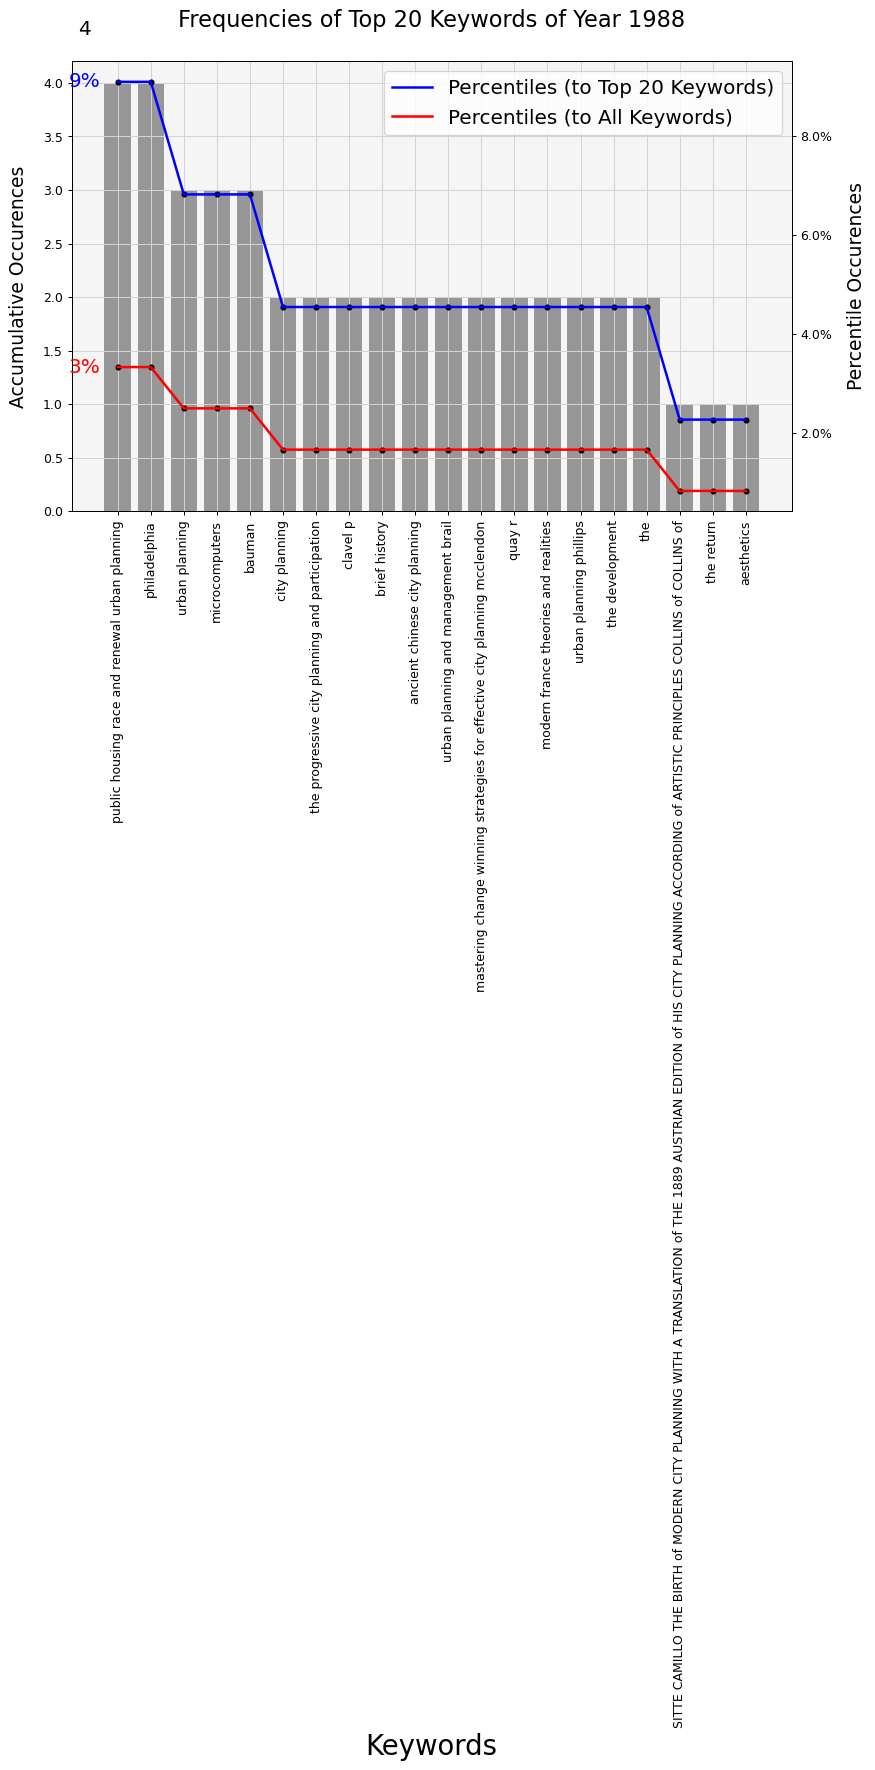 Frequencies of Top 20 Keywords of Year 1988
4
9%
3%
Percentiles (to Top 20 Keywords)
Percentiles (to All Keywords)
Accumulative Occurences
4.0
3.5
3.0
2.5
2.0
1.5
1.0
0.5
0.0
8.0%
6.0%
4.0%
2.0%
Percentile Occurences
public housing race and renewal urban planning
philadelphia
urban planning
microcomputers
bauman
city planning
the progressive city planning and participation
clavel p
brief history
ancient chinese city planning
urban planning and management brail
mastering change winning strategies for effective city planning mcclendon
quay r
modern france theories and realities
urban planning phillips
the development
the
SITTE CAMILLO THE BIRTH of MODERN CITY PLANNING WITH A TRANSLATION of THE 1889 AUSTRIAN EDITION of HIS CITY PLANNING ACCORDING of ARTISTIC PRINCIPLES COLLINS of COLLINS of
the return
aesthetics
Keywords